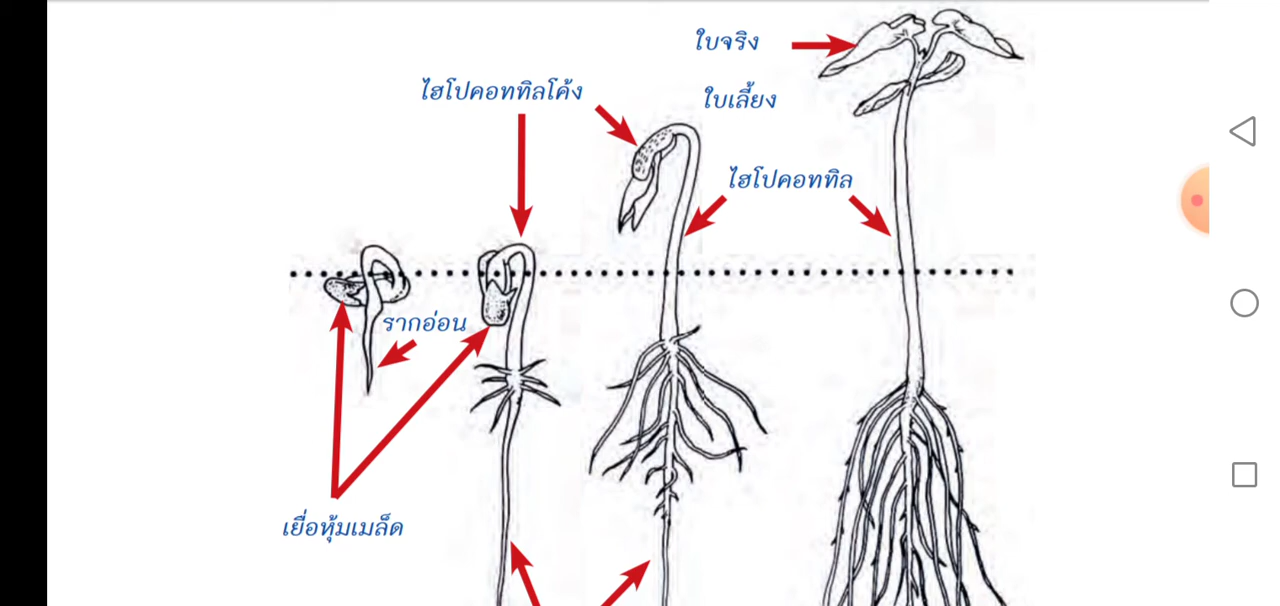 ใบจริง
ไฮโปคอททิลโค้ง
ใบเลี้ยง
ไฮโปคอททิล
รากอ่อน
เยื่อหุ้มเมล็ด